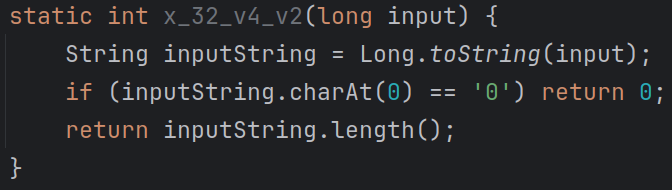 static int x_32_v4_v2(long input) {
    String inputString = Long.toString(input);
    if (inputString.charAt(0) == '0') return 0;
    return inputString.length();
}